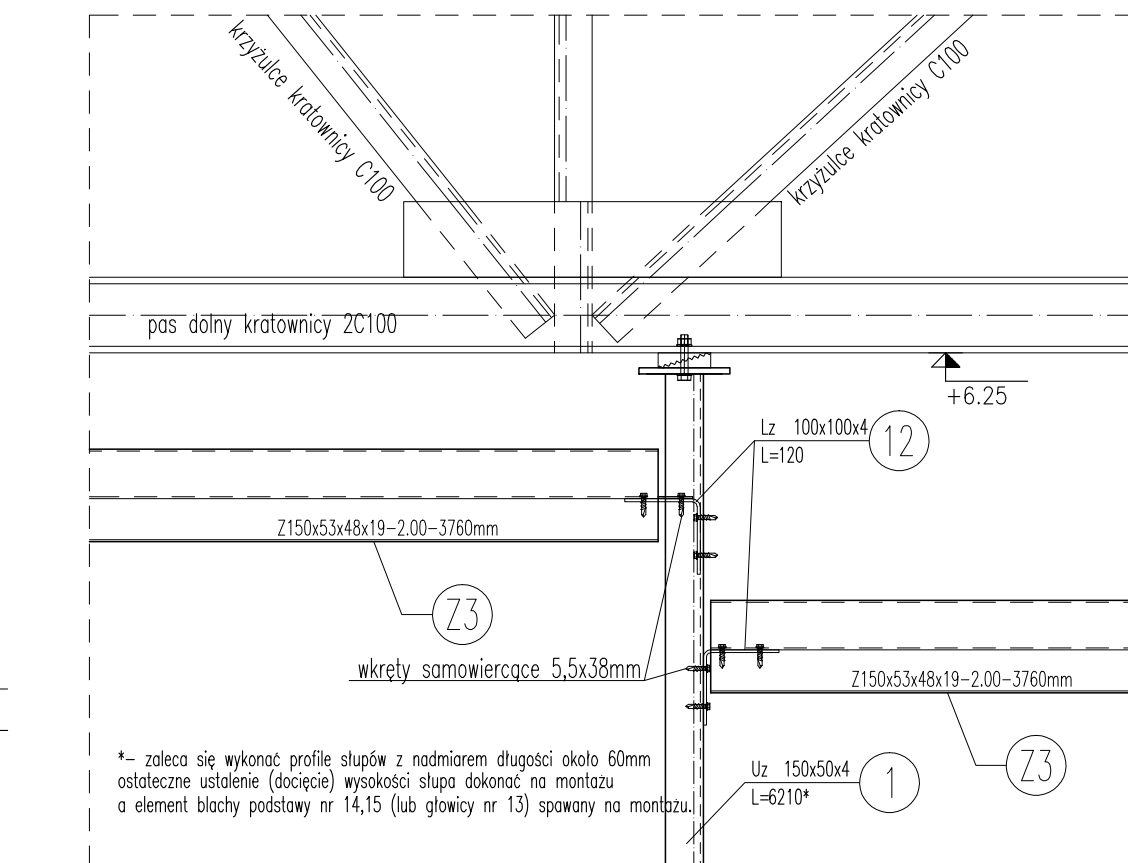 krzyżulce kratownicy C100
krzyżulce kratownicy C100
pas dolny kratownicy 2C100
+6.25
Lz 100x100x4
L=120
12
Z150x53x48x19-2.00-3760mm
Z3
wkręty samowiercące 5,5x38mm
Z150x53x48x19-2.00-3760mm
Z3
*- zaleca się wykonać profile słupów z nadmiarem długości około 60mm
ostateczne ustalenie (docięcie) wysokości słupa dokonać na montażu
a element blachy podstawy nr 14,15 (lub głowicy nr 13) spawany na montażu.
Uz 150x50x4
L=6210*
1